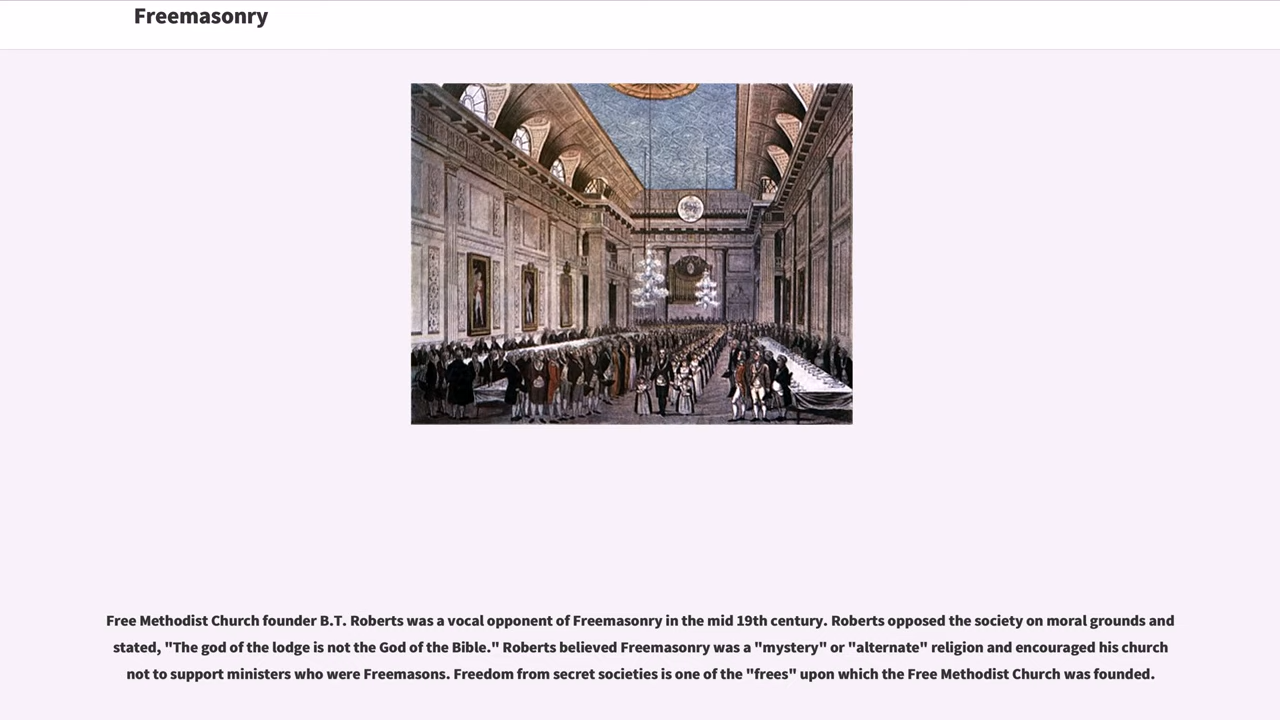 Freemasonry
Free Methodist Church founder B.T. Roberts was a vocal opponent of Freemasonry in the mid 19th century. Roberts opposed the society on moral grounds and
stated, "The god of the lodge is not the God of the Bible." Roberts believed Freemasonry was a "mystery" or "alternate" religion and encouraged his church
not to support ministers who were Freemasons. Freedom from secret societies is one of the "frees" upon which the Free Methodist Church was founded.